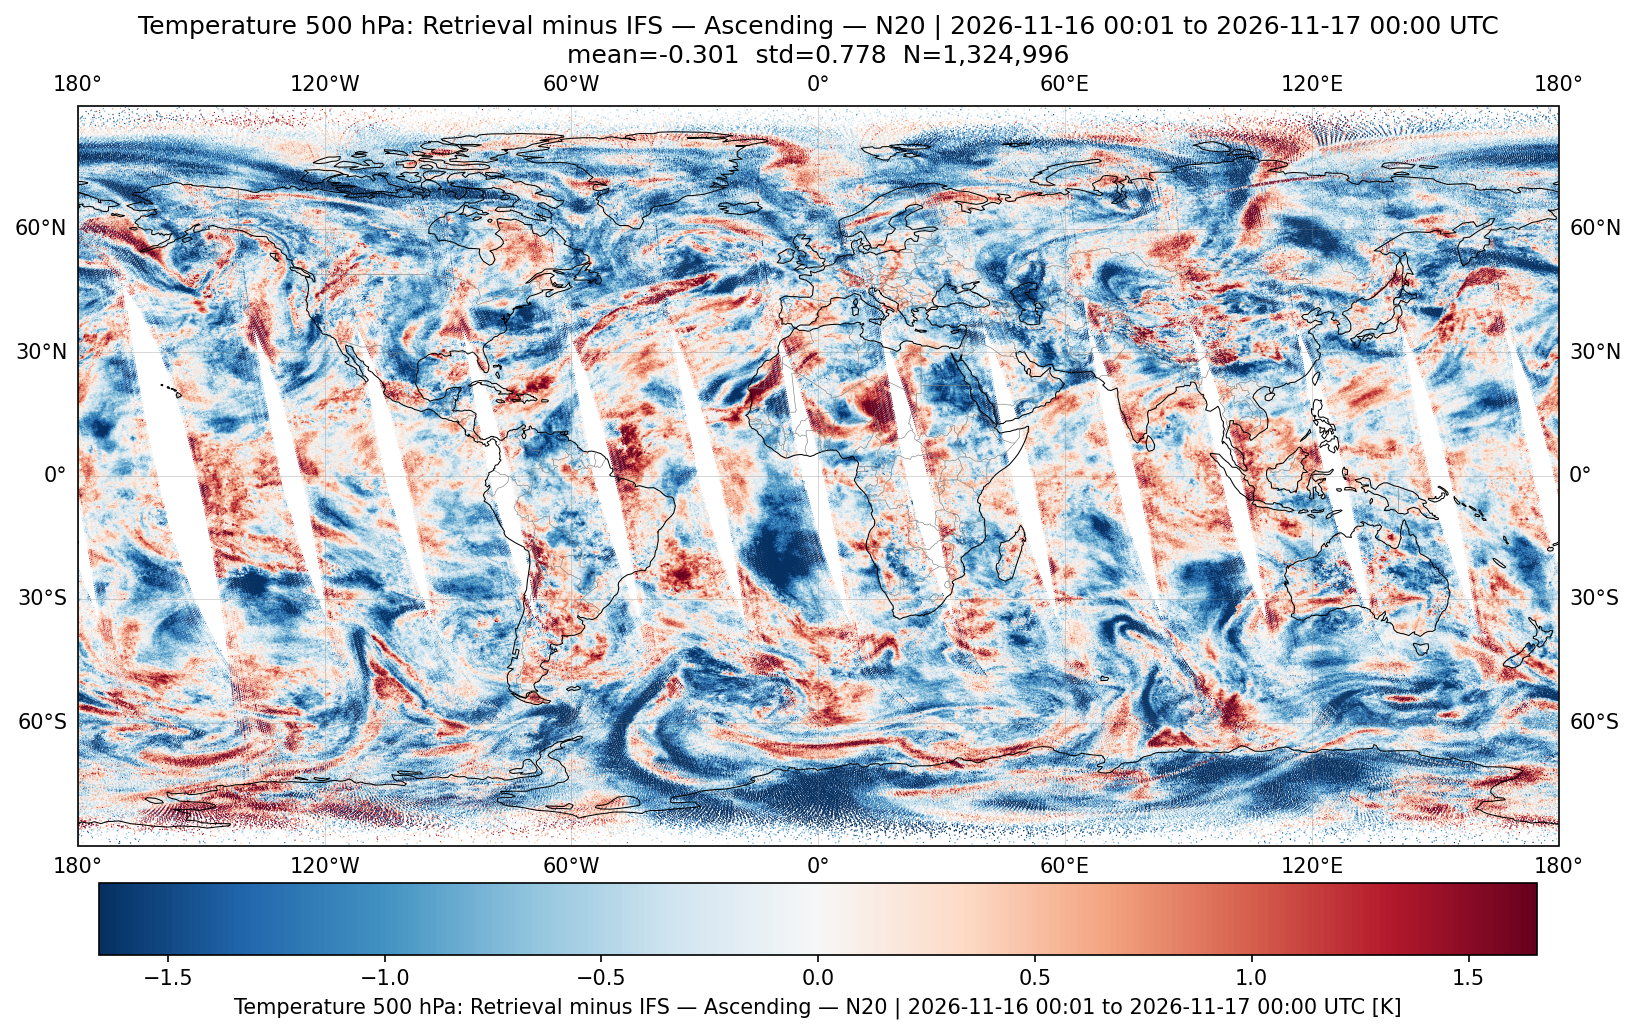 Temperature 500 hPa: Retrieval minus IFS — Ascending — N20 | 2026-11-16 00:01 to 2026-11-17 00:00 UTC
mean=-0.301  std=0.778  N=1,324,996
180° 120°W 60°W 0° 60°E 120°E 180°
60°N 60°N
30°N 30°N
0° 0°
30°S 30°S
60°S 60°S
180° 120°W 60°W 0° 60°E 120°E 180°
−1.5 −1.0 −0.5 0.0 0.5 1.0 1.5
Temperature 500 hPa: Retrieval minus IFS — Ascending — N20 | 2026-11-16 00:01 to 2026-11-17 00:00 UTC [K]